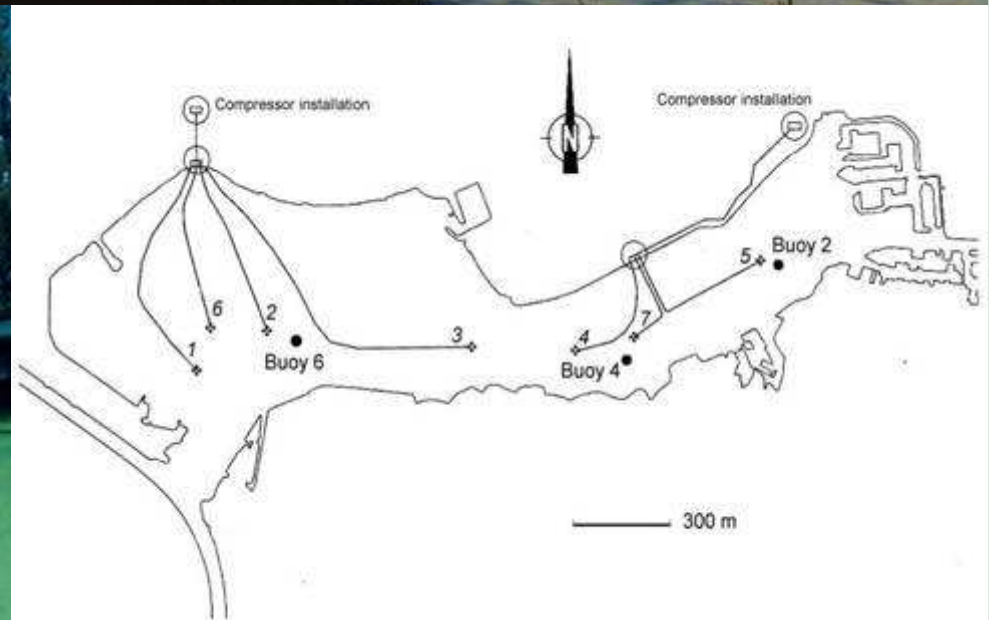 Compressor installation
Compressor installation
N
Buoy 2
5
6
2
3
4
7
1
Buoy 6
Buoy 4
300 m